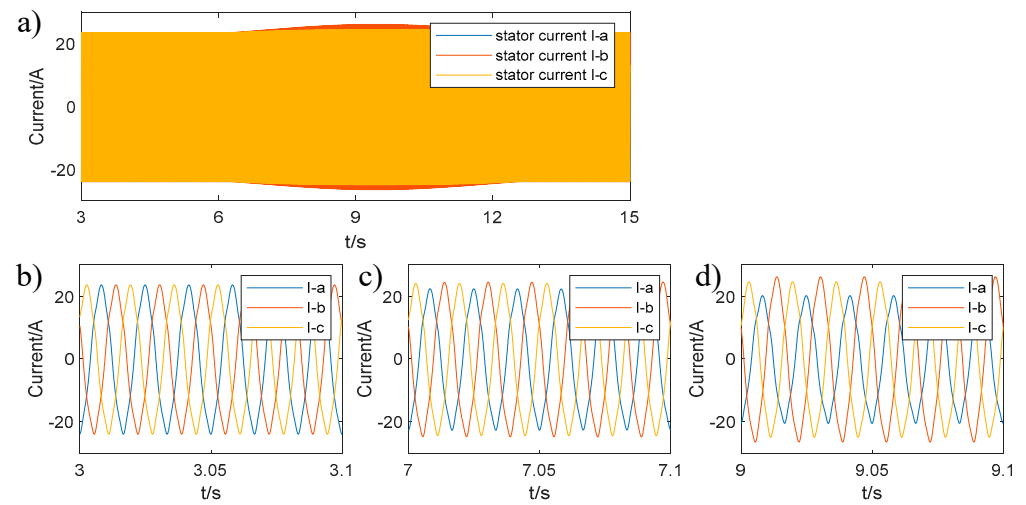 a)
stator current I-a
stator current I-b
stator current I-c
Current/A
20
0
-20
3
6
9
12
15
t/s
b)
I-a
I-b
I-c
Current/A
20
0
-20
3
3.05
3.1
t/s
c)
I-a
I-b
I-c
Current/A
20
0
-20
7
7.05
7.1
t/s
d)
I-a
I-b
I-c
Current/A
20
0
-20
9
9.05
9.1
t/s